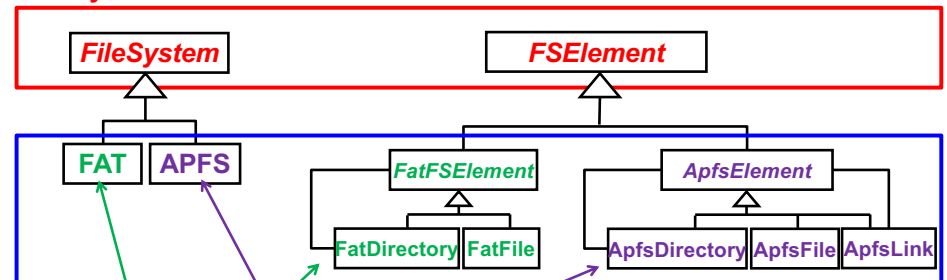 FileSystem
FSElement
FAT
APFS
FatFSElement
ApfsElement
FatDirectory
FatFile
ApfsDirectory
ApfsFile
ApfsLink